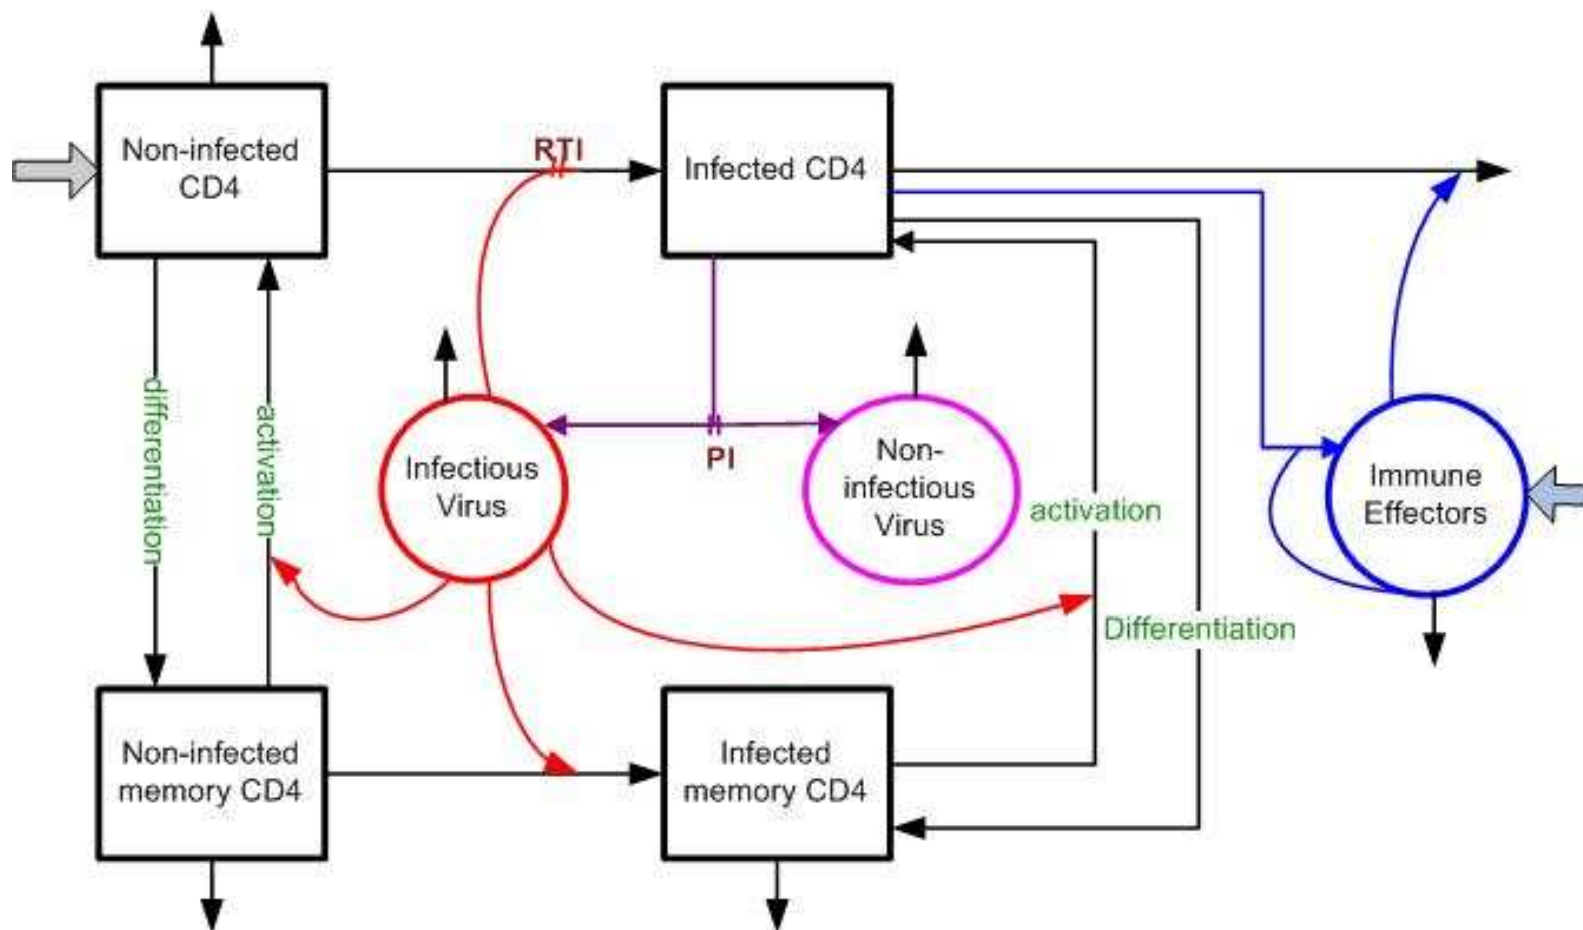 Non-infected
CD4
RTI
Infected CD4
differentiation
activation
Infectious
Virus
PI
Non-
infectious
Virus
activation
Immune
Effectors
Differentiation
Non-infected
memory CD4
Infected
memory CD4